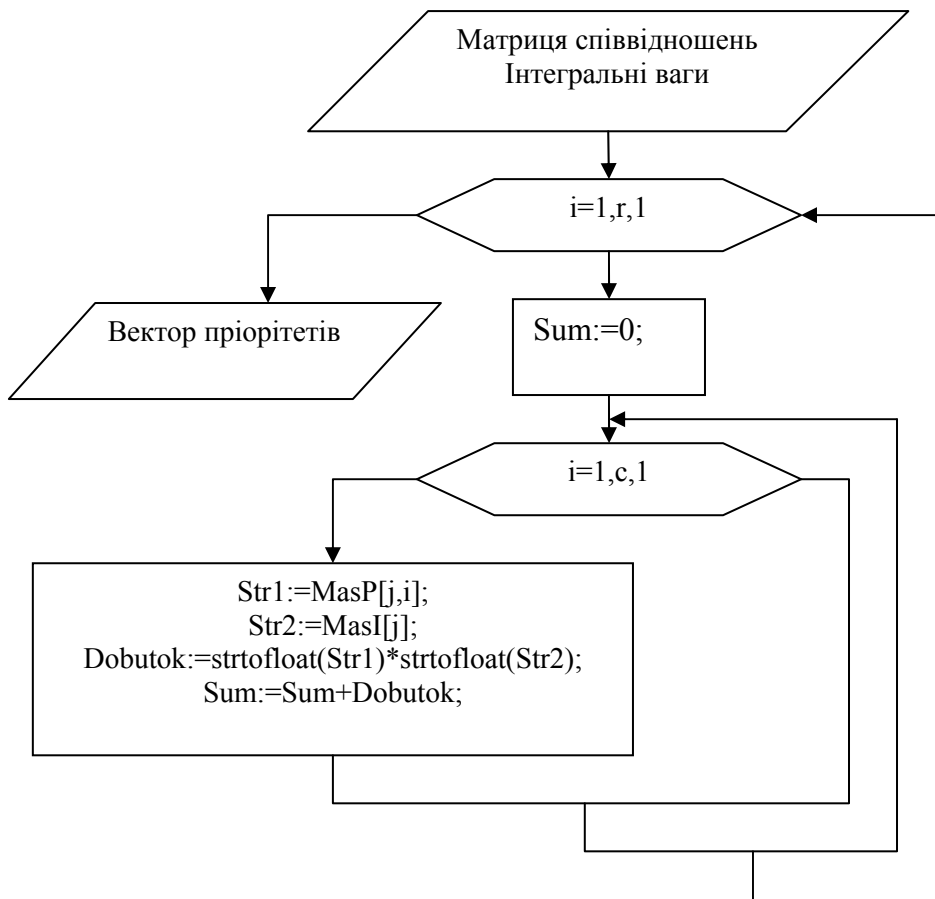 Матриця співвідношень
Інтегральні ваги
i=1,r,1
Вектор пріорітетів
Sum:=0;
i=1,c,1
Str1:=MasP[j,i];
Str2:=MasI[j];
Dobutok:=strtofloat(Str1)*strtofloat(Str2);
Sum:=Sum+Dobutok;